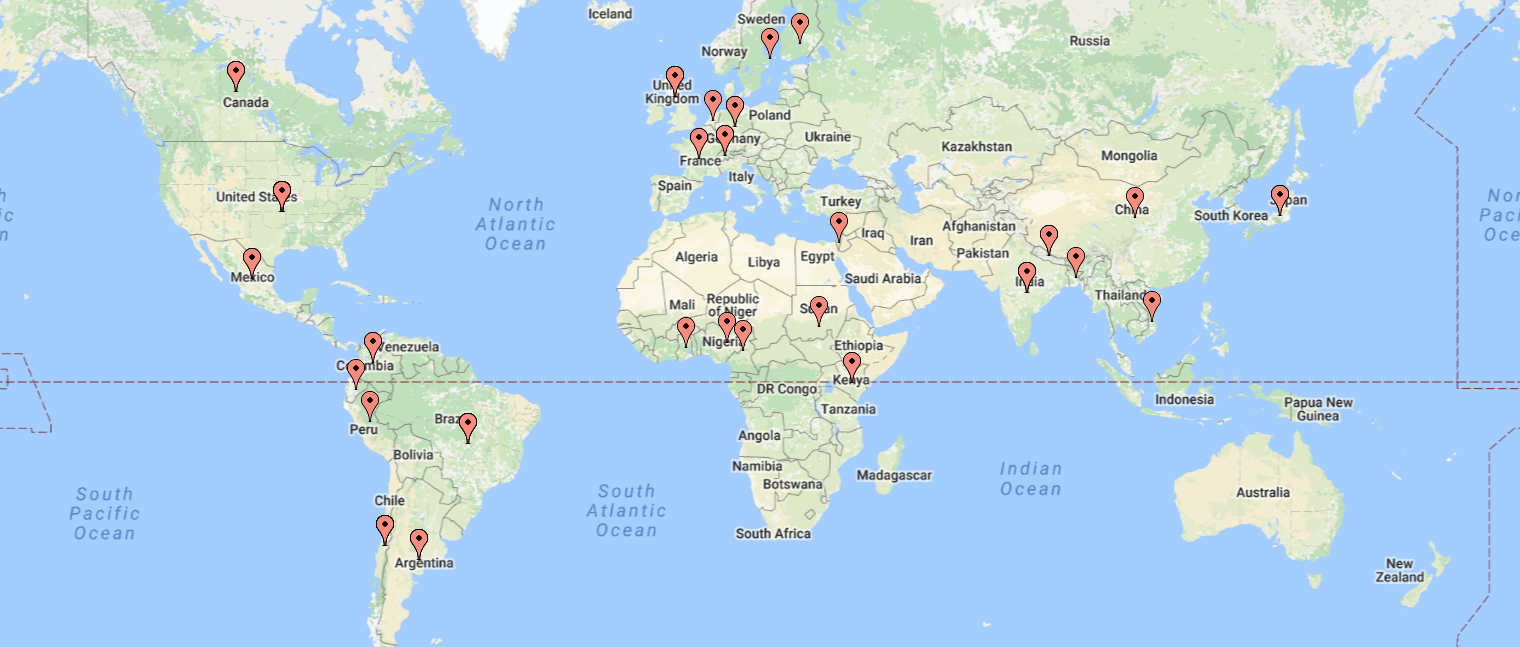 Iceland
Sweden
Norway
Russia
Canada
United
Kingdom
Poland
Germany
Ukraine
France
Kazakhstan
Mongolia
Italy
Spain
United States
Turkey
North
Atlantic
Ocean
China
South Korea
Japan
Afghanistan
Iraq
Iran
Pakistan
Algeria
Libya
Egypt
Saudi Arabia
Mexico
India
Thailand
Mali
Republic
of Niger
Sudan
Nigeria
Ethiopia
Venezuela
Colombia
Kenya
DR Congo
Tanzania
Indonesia
Papua New
Guinea
Brazil
Peru
Angola
Bolivia
Namibia
Botswana
Madagascar
Indian
Ocean
Australia
Chile
South
Pacific
Ocean
South
Atlantic
Ocean
South Africa
Argentina
New
Zealand